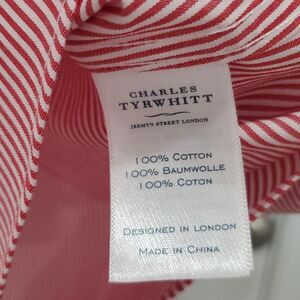 CHARLES
TYRWHITT
JERMYN STREET LONDON
100% COTTON
100% BAUMWOLLE
100% COTON
DESIGNED IN LONDON
MADE IN CHINA